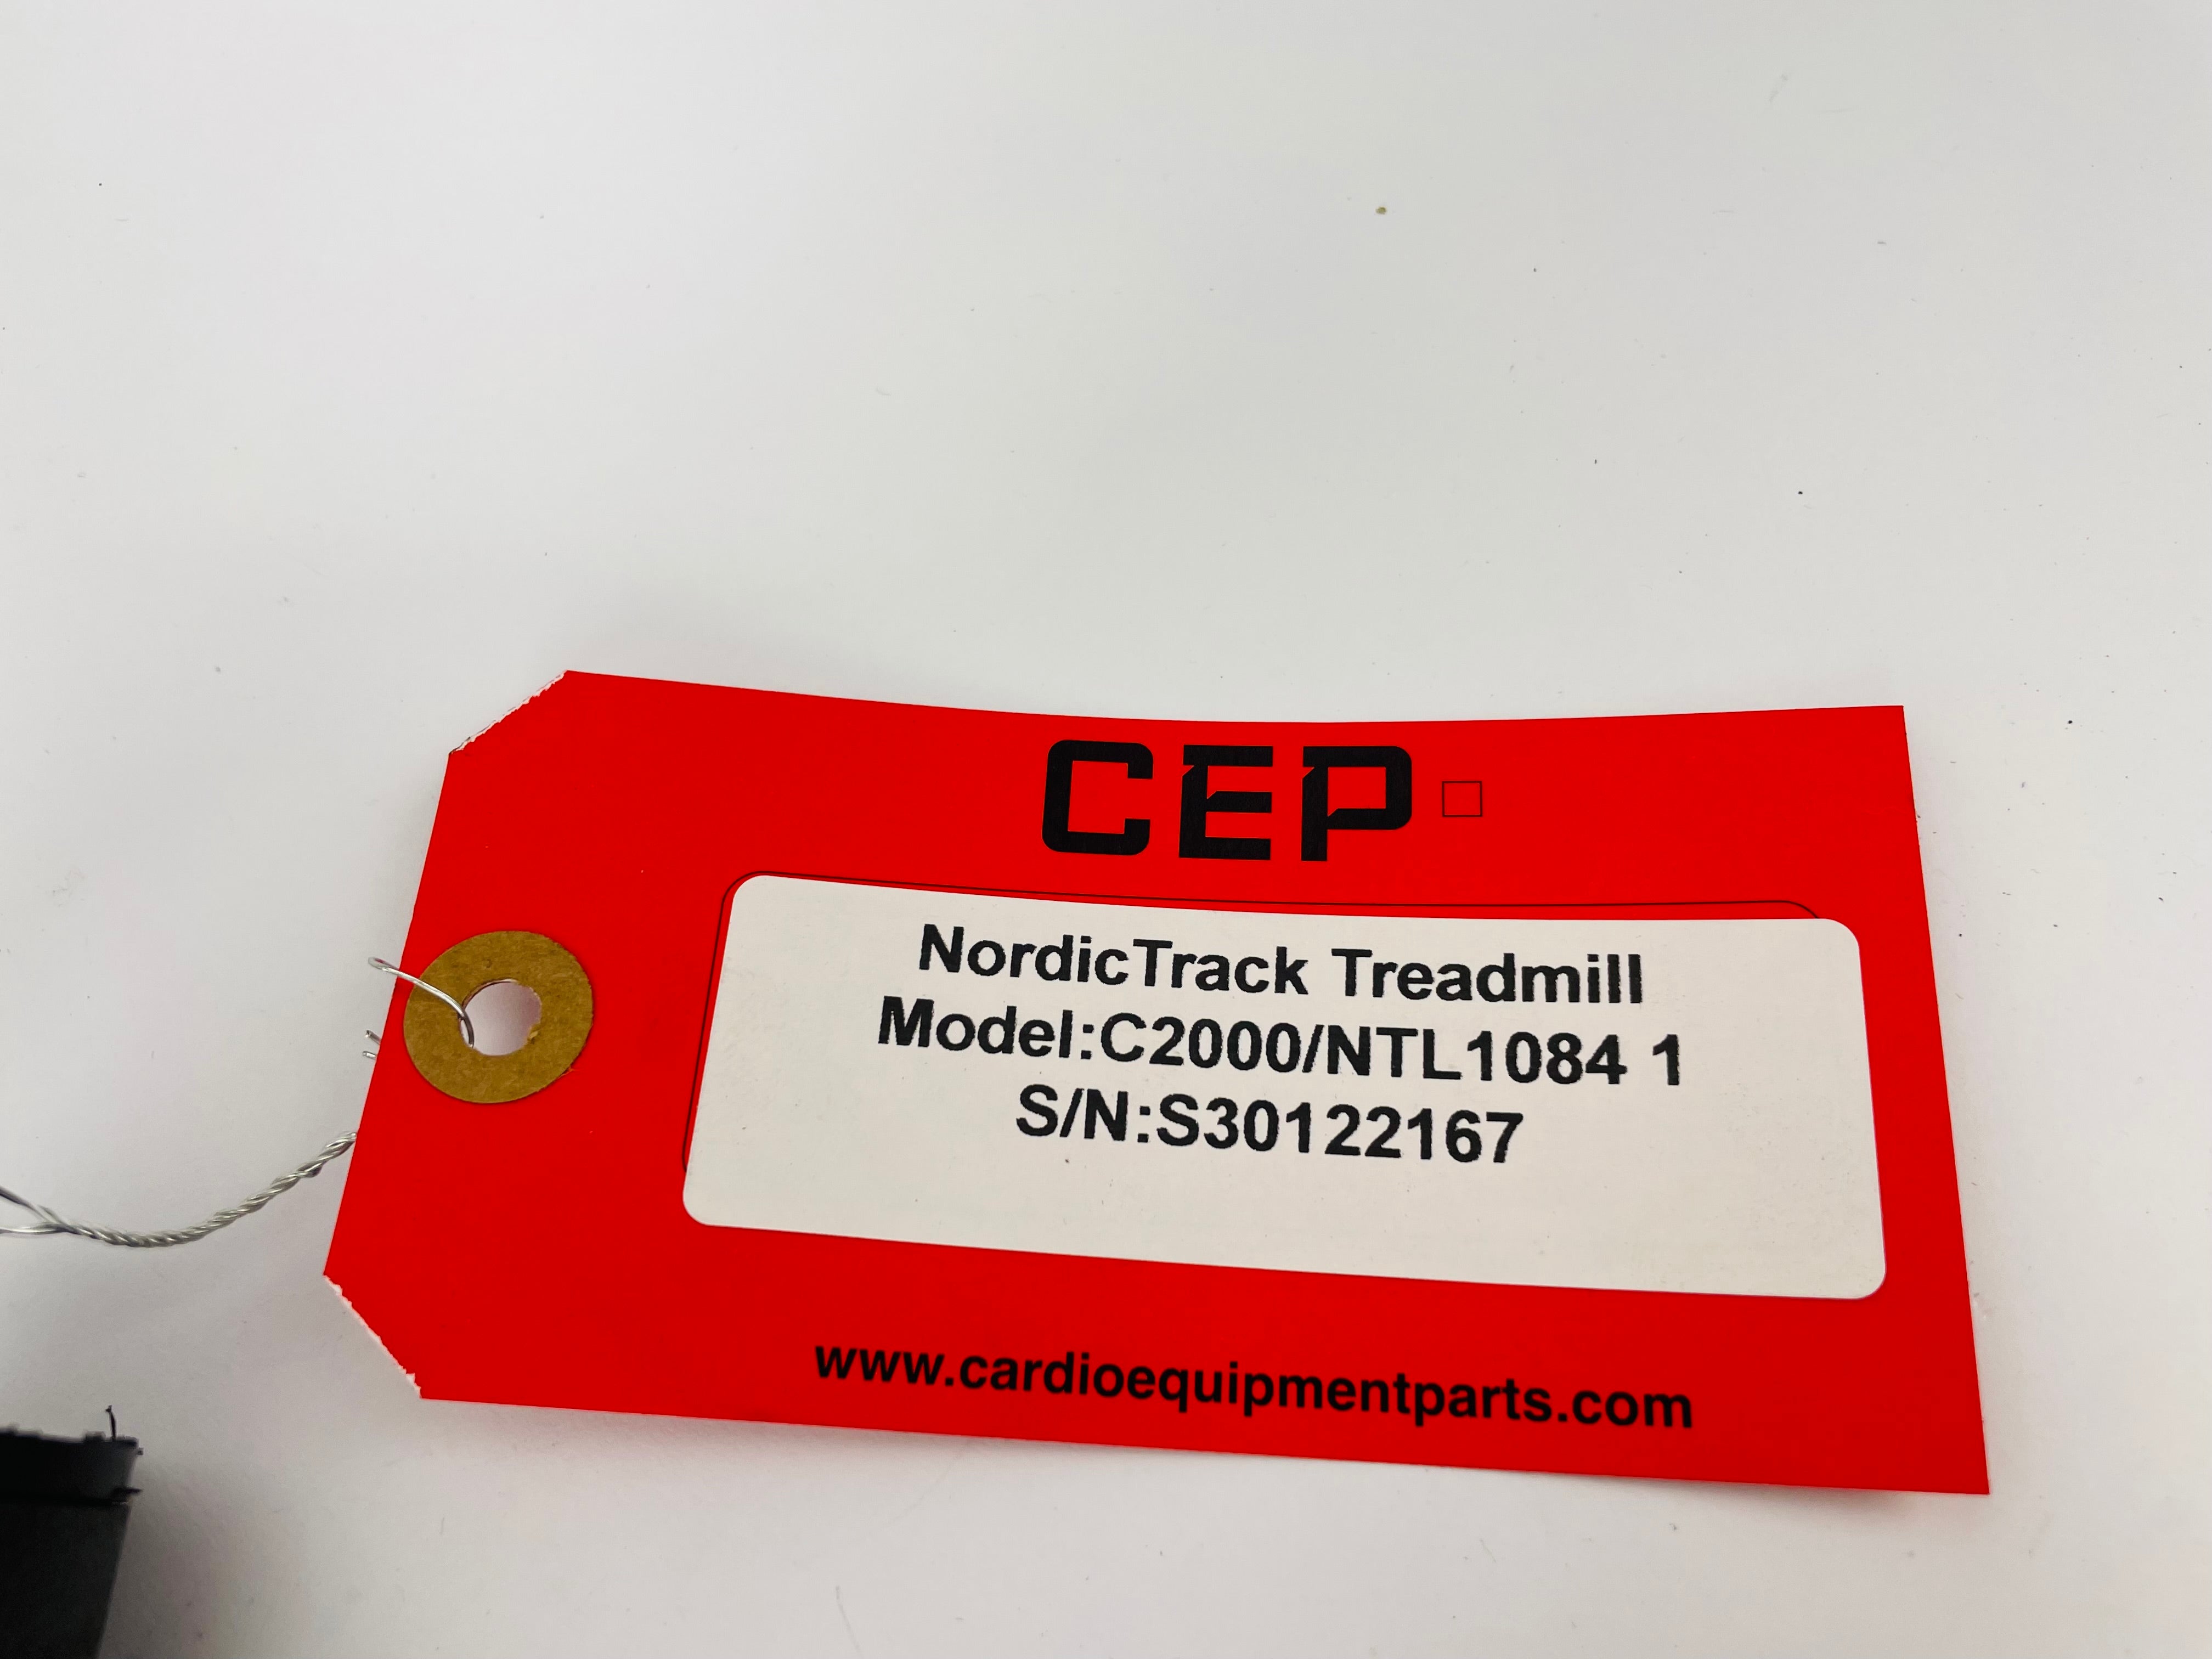 CEP
NordicTrack Treadmill
Model:C2000/NTL1084 1
S/N:S30122167
www.cardioequipmentparts.com